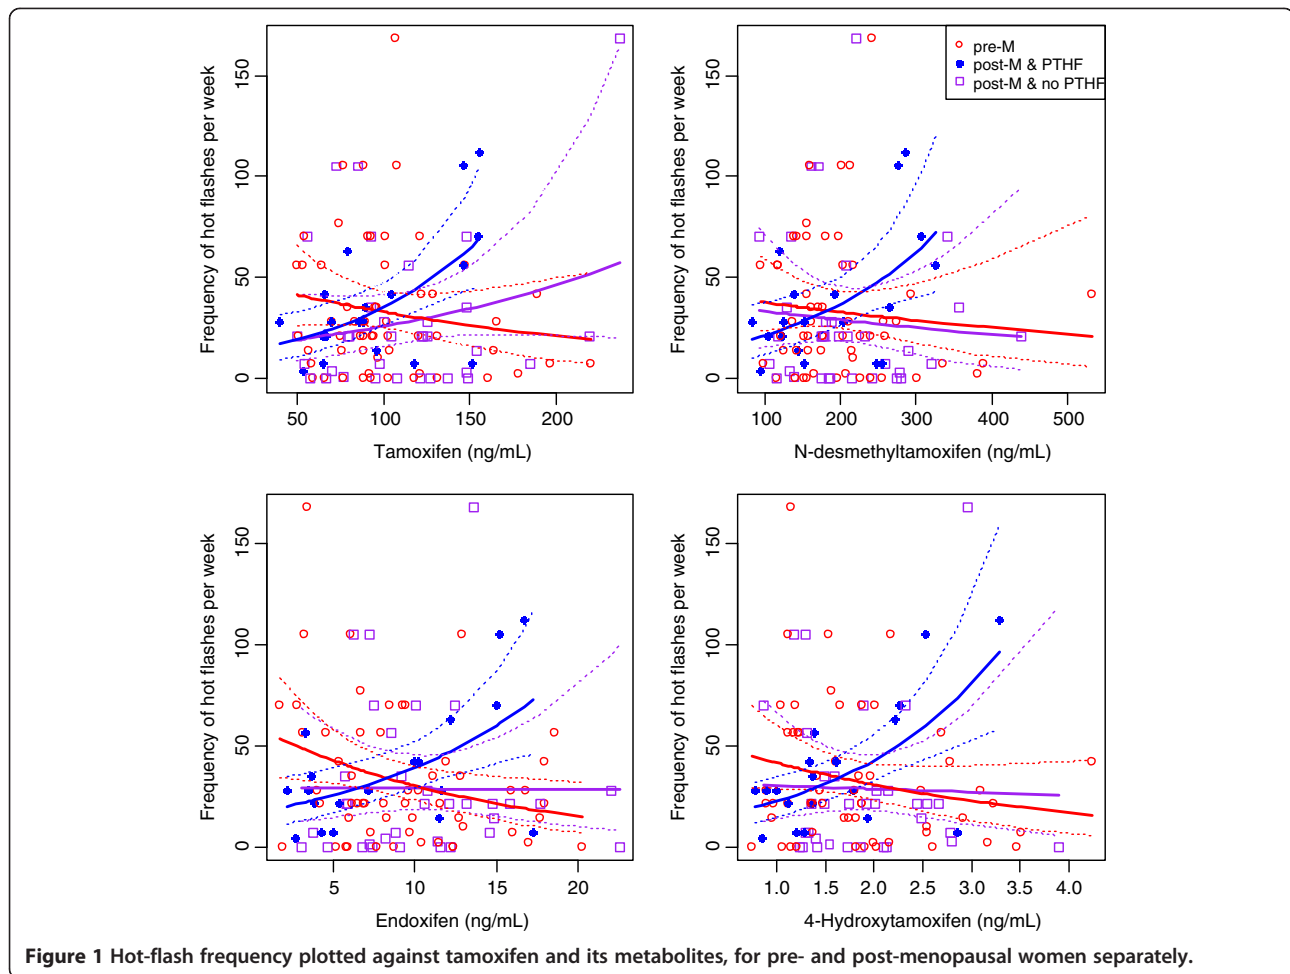 pre-M
post-M & PTHF
post-M & no PTHF
Frequency of hot flashes per week
0 50 100 150
50 100 150 200
Tamoxifen (ng/mL)
Frequency of hot flashes per week
0 50 100 150
100 200 300 400 500
N-desmethyltamoxifen (ng/mL)
Frequency of hot flashes per week
0 50 100 150
5 10 15 20
Endoxifen (ng/mL)
Frequency of hot flashes per week
0 50 100 150
1.0 1.5 2.0 2.5 3.0 3.5 4.0
4-Hydroxytamoxifen (ng/mL)
Figure 1 Hot-flash frequency plotted against tamoxifen and its metabolites, for pre- and post-menopausal women separately.